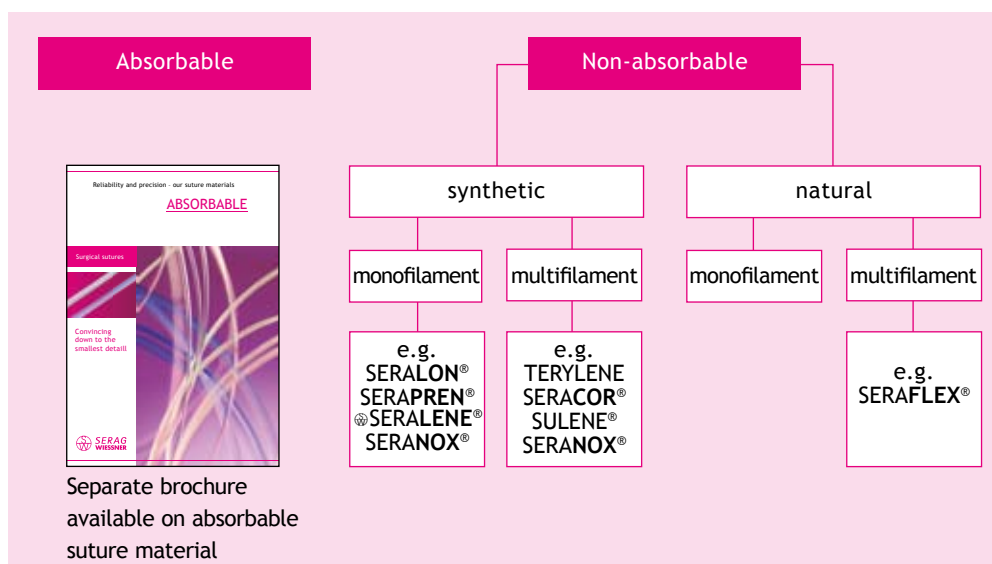 Absorbable
Non-absorbable
Reliability and precision – our suture materials
ABSORBABLE
Surgical sutures
Convincing
down to the
smallest detaill
SERAG
WIESSNER
Separate brochure
available on absorbable
suture material
synthetic
natural
monofilament
multifilament
monofilament
multifilament
e.g.
SERALON®
SERAPREN®
SERALENE®
SERANOX®
e.g.
TERYLENE
SERACOR®
SULENE®
SERANOX®
e.g.
SERAFLEX®